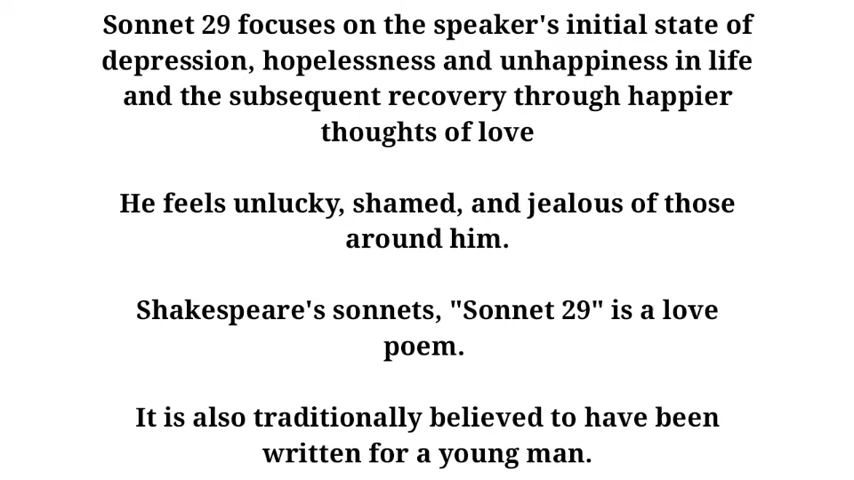 Sonnet 29 focuses on the speaker's initial state of
depression, hopelessness and unhappiness in life
and the subsequent recovery through happier
thoughts of love
He feels unlucky, shamed, and jealous of those
around him.
Shakespeare's sonnets, "Sonnet 29" is a love
poem.
It is also traditionally believed to have been
written for a young man.